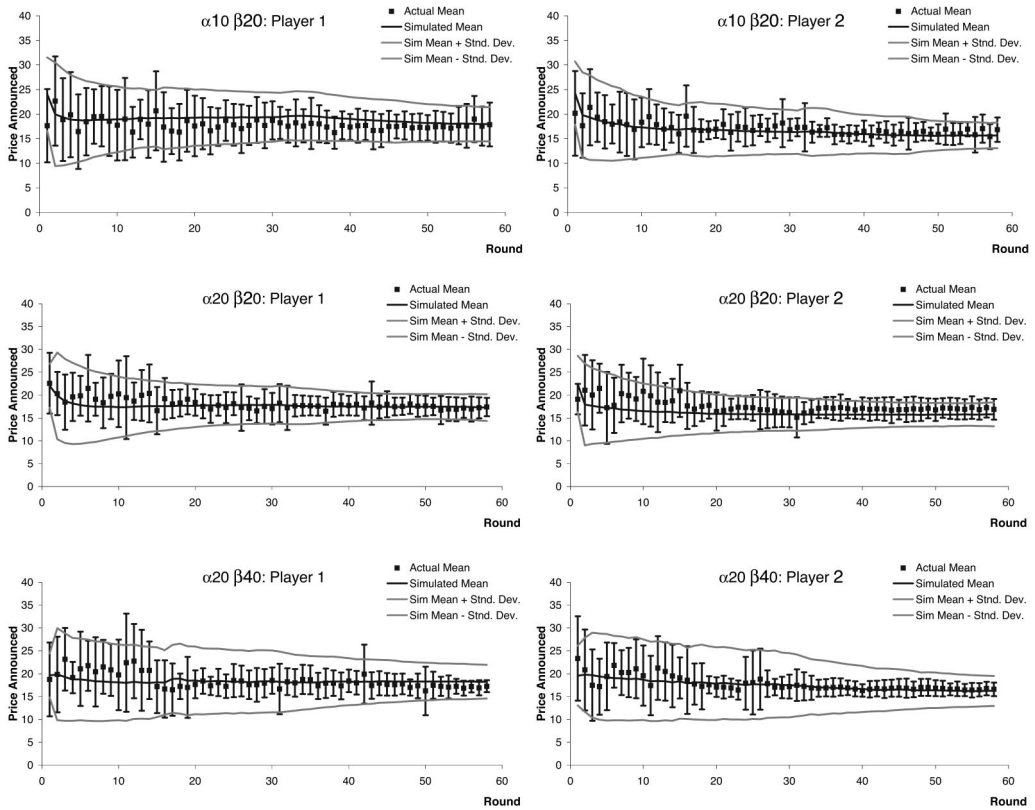 α10 β20: Player 1
Actual Mean
Simulated Mean
Sim Mean + Stnd. Dev.
Sim Mean - Stnd. Dev.
Price Announced
40
35
30
25
20
15
10
5
0
0 10 20 30 40 50 60
Round
α10 β20: Player 2
Actual Mean
Simulated Mean
Sim Mean + Stnd. Dev.
Sim Mean - Stnd. Dev.
Price Announced
40
35
30
25
20
15
10
5
0
0 10 20 30 40 50 60
Round
α20 β20: Player 1
Actual Mean
Simulated Mean
Sim Mean + Stnd. Dev.
Sim Mean - Stnd. Dev.
Price Announced
40
35
30
25
20
15
10
5
0
0 10 20 30 40 50 60
Round
α20 β20: Player 2
Actual Mean
Simulated Mean
Sim Mean + Stnd. Dev.
Sim Mean - Stnd. Dev.
Price Announced
40
35
30
25
20
15
10
5
0
0 10 20 30 40 50 60
Round
α20 β40: Player 1
Actual Mean
Simulated Mean
Sim Mean + Stnd. Dev.
Sim Mean - Stnd. Dev.
Price Announced
40
35
30
25
20
15
10
5
0
0 10 20 30 40 50 60
Round
α20 β40: Player 2
Actual Mean
Simulated Mean
Sim Mean + Stnd. Dev.
Sim Mean - Stnd. Dev.
Price Announced
40
35
30
25
20
15
10
5
0
0 10 20 30 40 50 60
Round